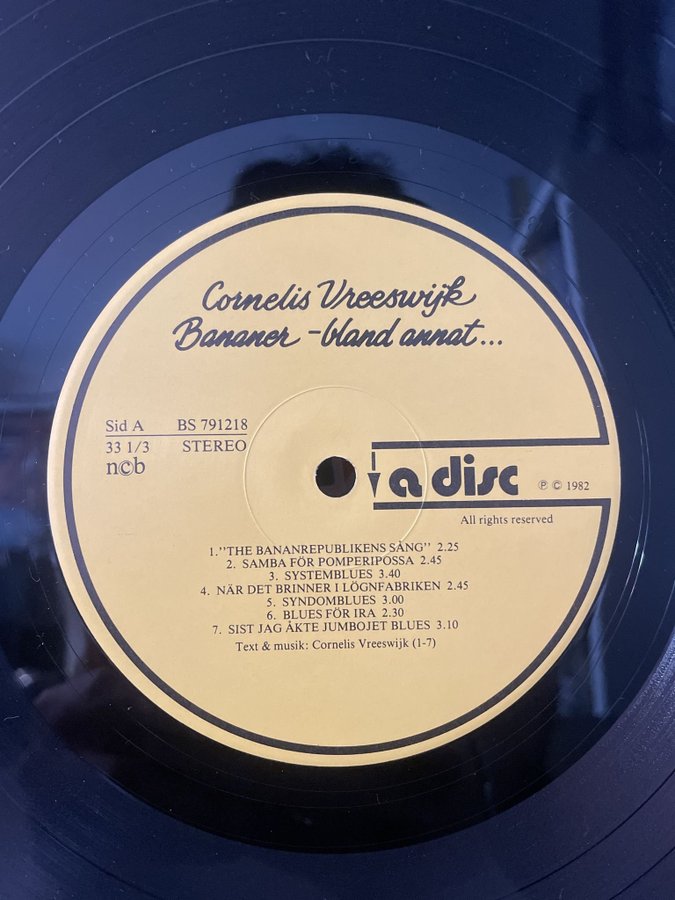 Cornelis Vreeswijk
Bananer -bland annat...
Sid A BS 791218
33 1/3 STEREO
n©b
a disc ℗ © 1982
All rights reserved
1.''THE BANANREPUBLIKENS SÅNG'' 2.25
2. SAMBA FÖR POMPERIPOSSA 2.45
3. SYSTEMBLUES 3.40
4. NÄR DET BRINNER I LÖGNFABRIKEN 2.45
5. SYNDOMBLUES 3.00
6. BLUES FÖR IRA 2.30
7. SIST JAG ÅKTE JUMBOJET BLUES 3.10
Text & musik: Cornelis Vreeswijk (1-7)